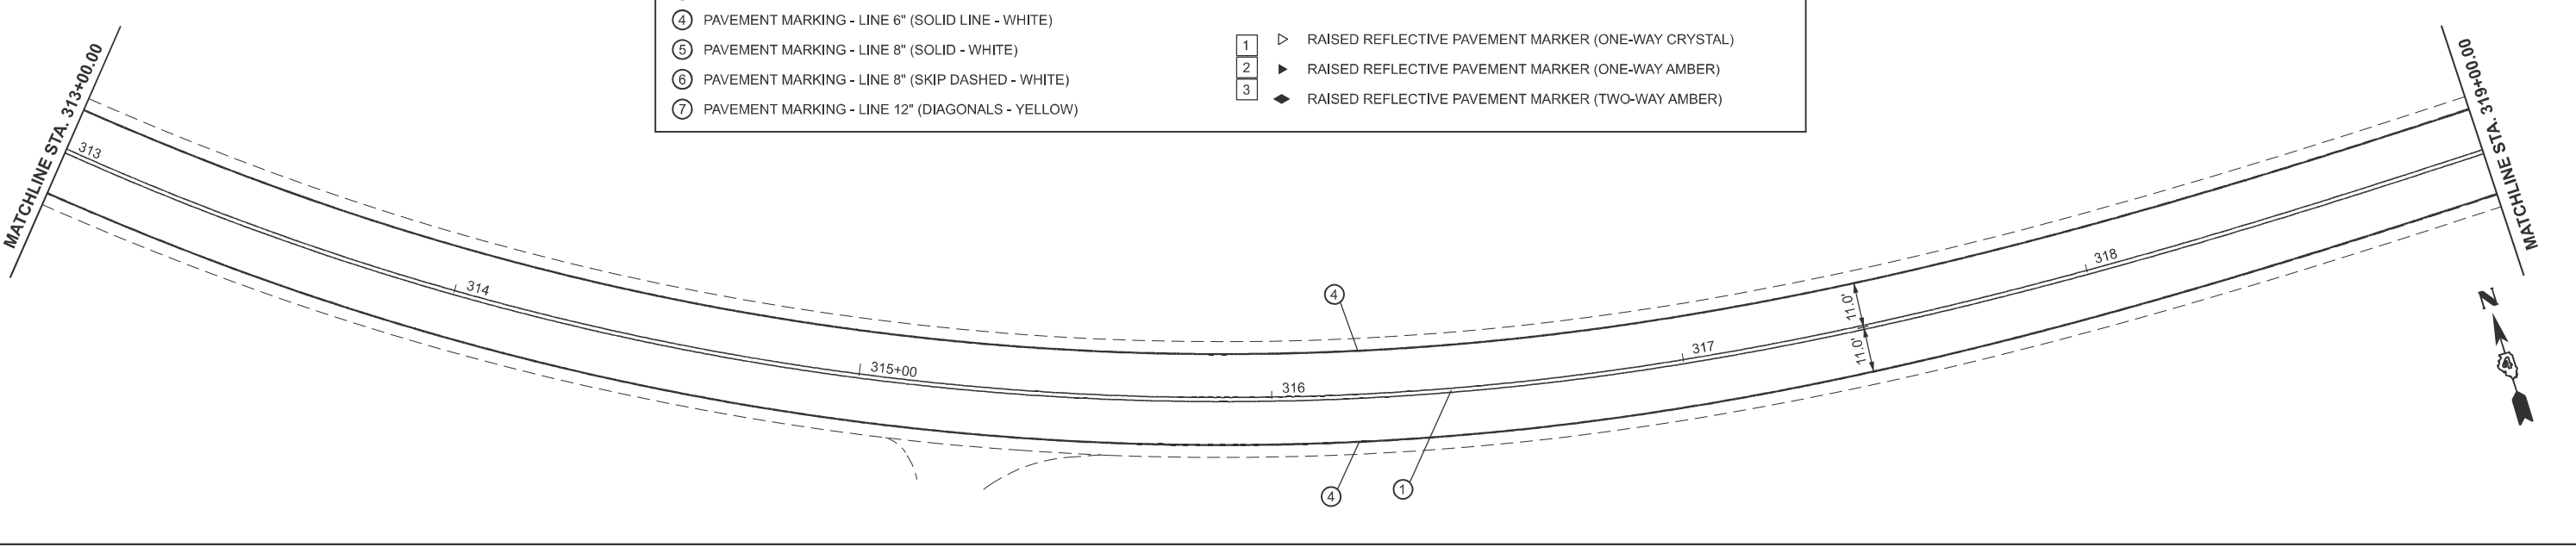 ④ PAVEMENT MARKING - LINE 6" (SOLID LINE - WHITE)
⑤ PAVEMENT MARKING - LINE 8" (SOLID - WHITE)
⑥ PAVEMENT MARKING - LINE 8" (SKIP DASHED - WHITE)
⑦ PAVEMENT MARKING - LINE 12" (DIAGONALS - YELLOW)
1 RAISED REFLECTIVE PAVEMENT MARKER (ONE-WAY CRYSTAL)
2 RAISED REFLECTIVE PAVEMENT MARKER (ONE-WAY AMBER)
3 RAISED REFLECTIVE PAVEMENT MARKER (TWO-WAY AMBER)
MATCHLINE STA. 313+00.00
313
314
315+00
316
317
318
11.0'
11.0'
④
④
①
MATCHLINE STA. 319+00.00
N